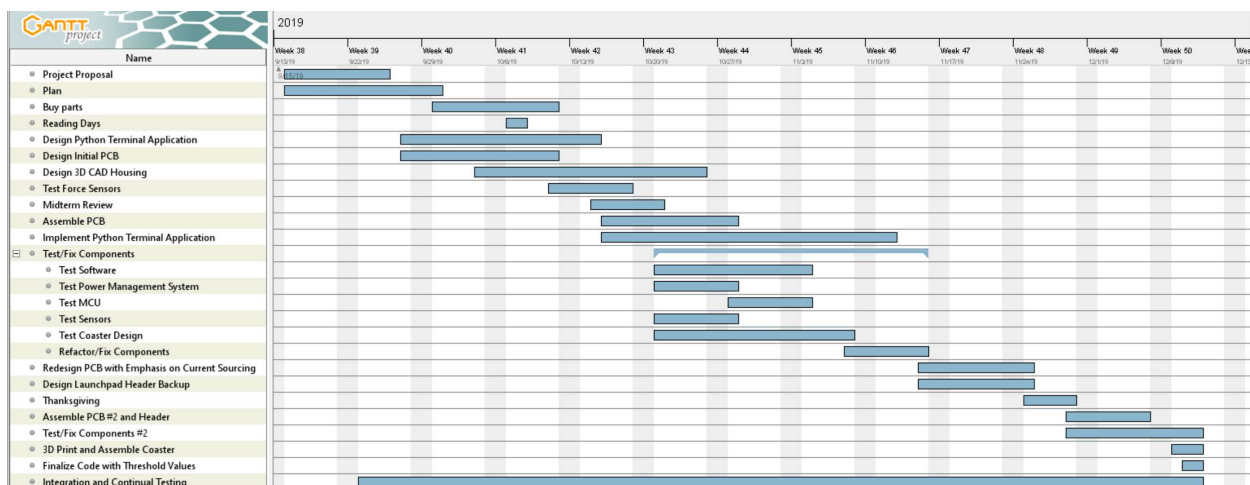 GANTT
project
2019
Name
Week 38 Week 39 Week 40 Week 41 Week 42 Week 43 Week 44 Week 45 Week 46 Week 47 Week 48 Week 49 Week 50
9/15/19 9/22/19 9/29/19 10/6/19 10/13/19 10/20/19 10/27/19 11/3/19 11/10/19 11/17/19 11/24/19 12/1/19 12/8/19
9/15/19
Project Proposal
Plan
Buy parts
Reading Days
Design Python Terminal Application
Design Initial PCB
Design 3D CAD Housing
Test Force Sensors
Midterm Review
Assemble PCB
Implement Python Terminal Application
Test/Fix Components
Test Software
Test Power Management System
Test MCU
Test Sensors
Test Coaster Design
Refactor/Fix Components
Redesign PCB with Emphasis on Current Sourcing
Design Launchpad Header Backup
Thanksgiving
Assemble PCB #2 and Header
Test/Fix Components #2
3D Print and Assemble Coaster
Finalize Code with Threshold Values
Integration and Continual Testing